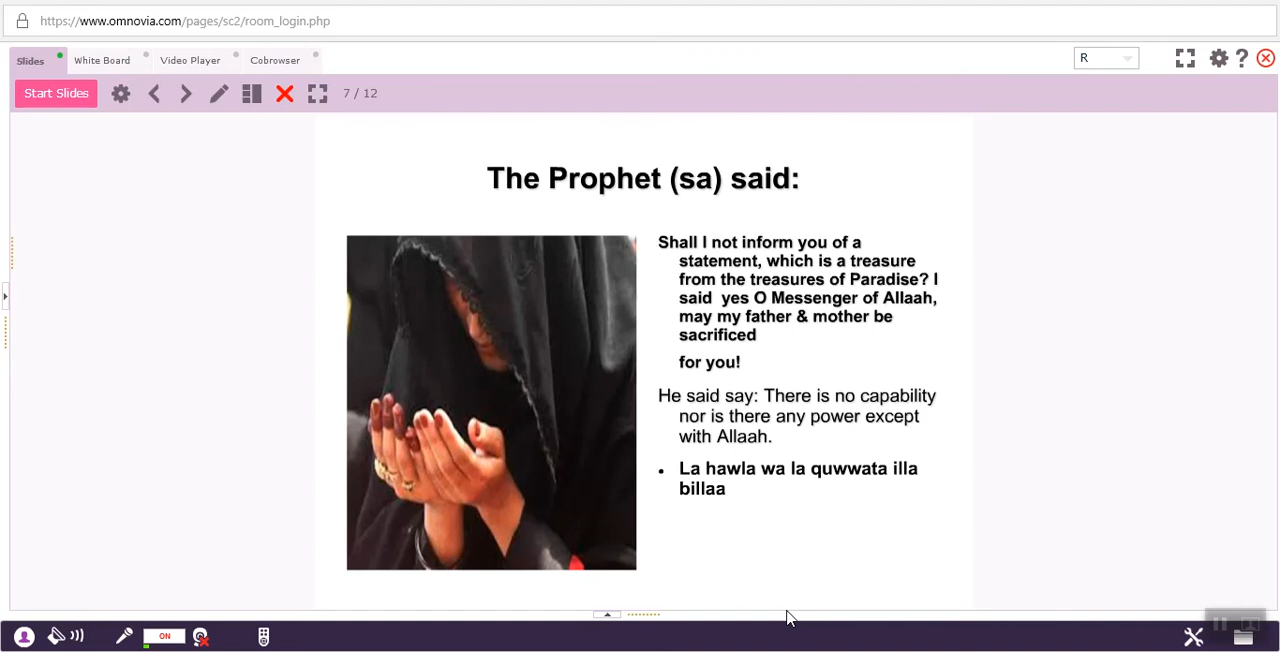 https://www.omnovia.com/pages/sc2/room_login.php
Slides
White Board
Video Player
Cobrowser
R
?
Start Slides
7 / 12
The Prophet (sa) said:
Shall I not inform you of a
statement, which is a treasure
from the treasures of Paradise? I
said yes O Messenger of Allaah,
may my father & mother be
sacrificed
for you!
He said say: There is no capability
nor is there any power except
with Allaah.
• La hawla wa la quwwata illa
billaa
ON